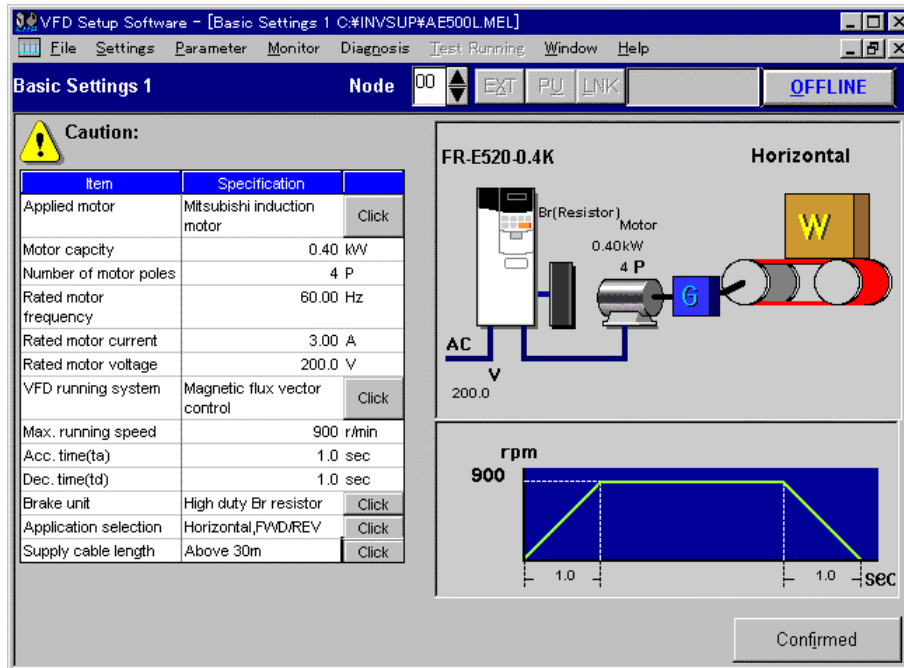 VFD Setup Software - [Basic Settings 1 C:¥INVSUP¥AE500L.MEL]
File Settings Parameter Monitor Diagnosis Test Running Window Help
Basic Settings 1 Node 00 EXT PU LNK OFFLINE
Caution:
Item Specification
Applied motor Mitsubishi induction motor Click
Motor capcity 0.40 kW
Number of motor poles 4 P
Rated motor frequency 60.00 Hz
Rated motor current 3.00 A
Rated motor voltage 200.0 V
VFD running system Magnetic flux vector control Click
Max. running speed 900 r/min
Acc. time(ta) 1.0 sec
Dec. time(td) 1.0 sec
Brake unit High duty Br resistor Click
Application selection Horizontal,FWD/REV Click
Supply cable length Above 30m Click
FR-E520-0.4K Horizontal
Br(Resistor)
Motor
0.40kW
4 P
W
G
AC
V
200.0
rpm
900
1.0 1.0 sec
Confirmed